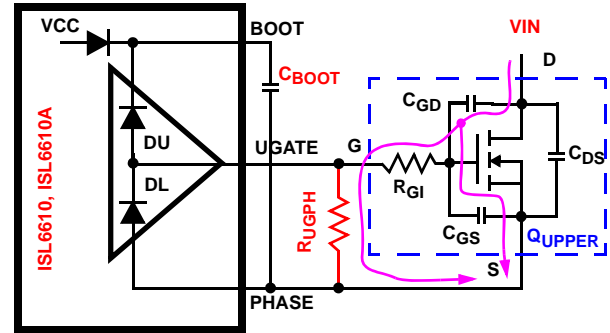 VCC
BOOT
VIN
D
CBOOT
CGD
ISL6610, ISL6610A
DU
UGATE
G
CDS
DL
RGI
RUGPH
CGS
QUPPER
S
PHASE